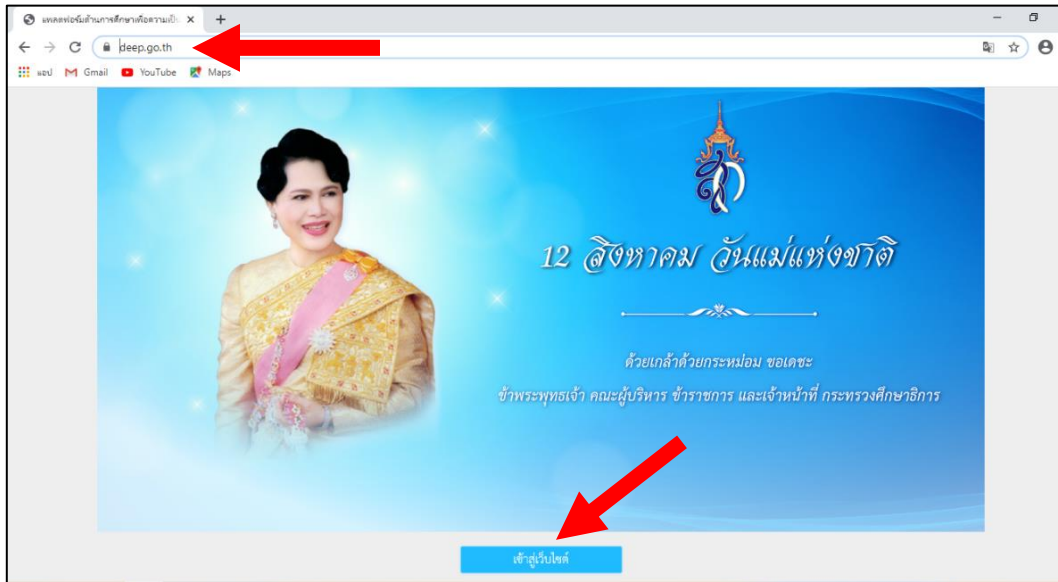 แพลตฟอร์มด้านการศึกษาเพื่อความเป็น
deep.go.th
แอป Gmail YouTube Maps
12 สิงหาคม วันแม่แห่งชาติ
ด้วยเกล้าด้วยกระหม่อม ขอเดชะ
ข้าพระพุทธเจ้า คณะผู้บริหาร ข้าราชการ และเจ้าหน้าที่ กระทรวงศึกษาธิการ
เข้าสู่เว็บไซต์